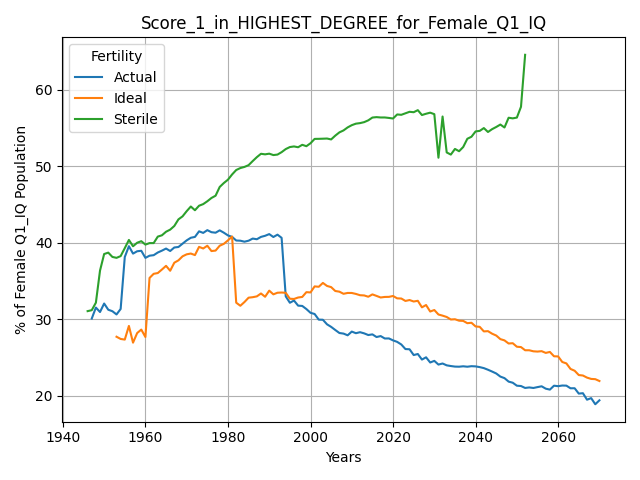 Score_1_in_HIGHEST_DEGREE_for_Female_Q1_IQ
Fertility
Actual
Ideal
Sterile
% of Female Q1_IQ Population
60
50
40
30
20
1940
1960
1980
2000
2020
2040
2060
Years